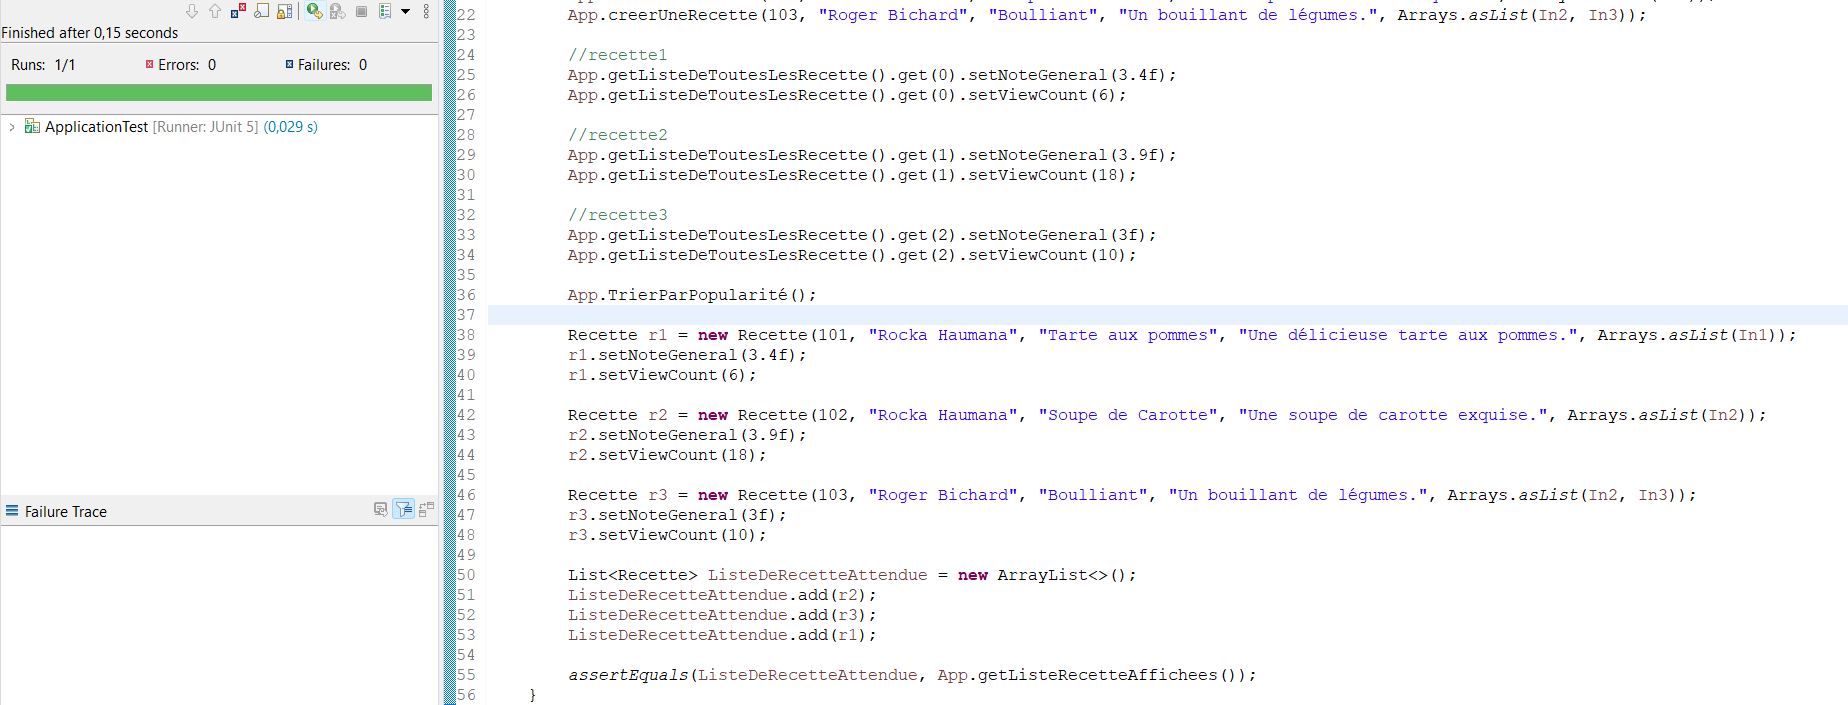 Finished after 0,15 seconds
Runs: 1/1 Errors: 0 Failures: 0
ApplicationTest [Runner: JUnit 5] (0,029 s)
Failure Trace
22 App.creerUneRecette(103, "Roger Bichard", "Boulliant", "Un bouillant de légumes.", Arrays.asList(In2, In3));
23
24 //recette1
25 App.getListeDeToutesLesRecette().get(0).setNoteGeneral(3.4f);
26 App.getListeDeToutesLesRecette().get(0).setViewCount(6);
27
28 //recette2
29 App.getListeDeToutesLesRecette().get(1).setNoteGeneral(3.9f);
30 App.getListeDeToutesLesRecette().get(1).setViewCount(18);
31
32 //recette3
33 App.getListeDeToutesLesRecette().get(2).setNoteGeneral(3f);
34 App.getListeDeToutesLesRecette().get(2).setViewCount(10);
35
36 App.TrierParPopularité();
37
38 Recette r1 = new Recette(101, "Rocka Haumana", "Tarte aux pommes", "Une délicieuse tarte aux pommes.", Arrays.asList(In1));
39 r1.setNoteGeneral(3.4f);
40 r1.setViewCount(6);
41
42 Recette r2 = new Recette(102, "Rocka Haumana", "Soupe de Carotte", "Une soupe de carotte exquise.", Arrays.asList(In2));
43 r2.setNoteGeneral(3.9f);
44 r2.setViewCount(18);
45
46 Recette r3 = new Recette(103, "Roger Bichard", "Boulliant", "Un bouillant de légumes.", Arrays.asList(In2, In3));
47 r3.setNoteGeneral(3f);
48 r3.setViewCount(10);
49
50 List<Recette> ListeDeRecetteAttendue = new ArrayList<>();
51 ListeDeRecetteAttendue.add(r2);
52 ListeDeRecetteAttendue.add(r3);
53 ListeDeRecetteAttendue.add(r1);
54
55 assertEquals(ListeDeRecetteAttendue, App.getListeRecetteAffichees());
56 }